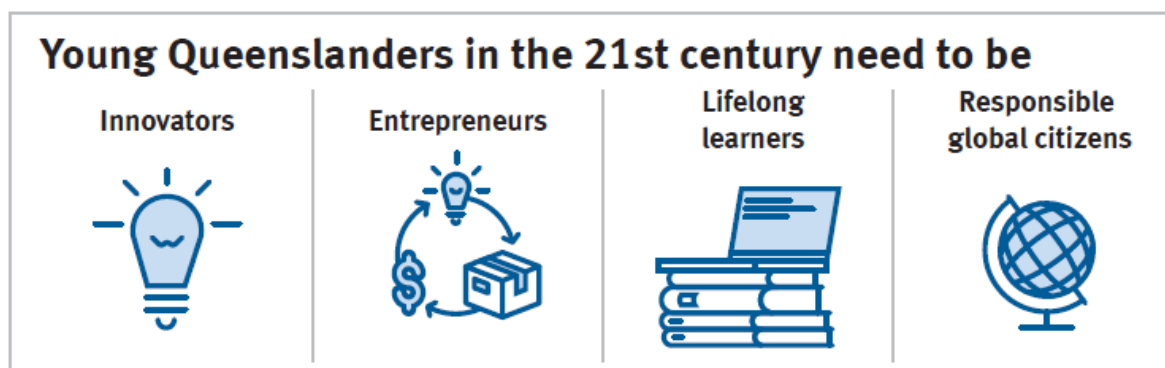 Young Queenslanders in the 21st century need to be
Innovators
Entrepreneurs
Lifelong
learners
Responsible
global citizens
$